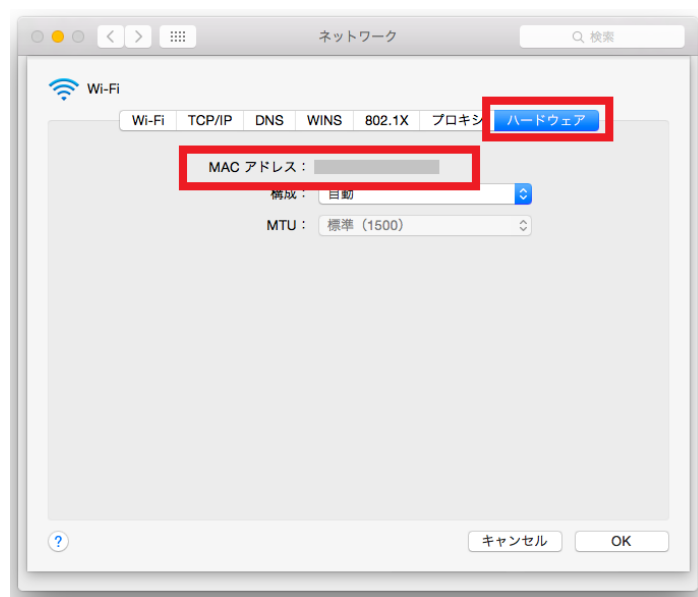 ネットワーク
検索
Wi-Fi
Wi-Fi TCP/IP DNS WINS 802.1X プロキシ ハードウェア
MAC アドレス：
構成： 自動
MTU： 標準（1500）
? キャンセル OK